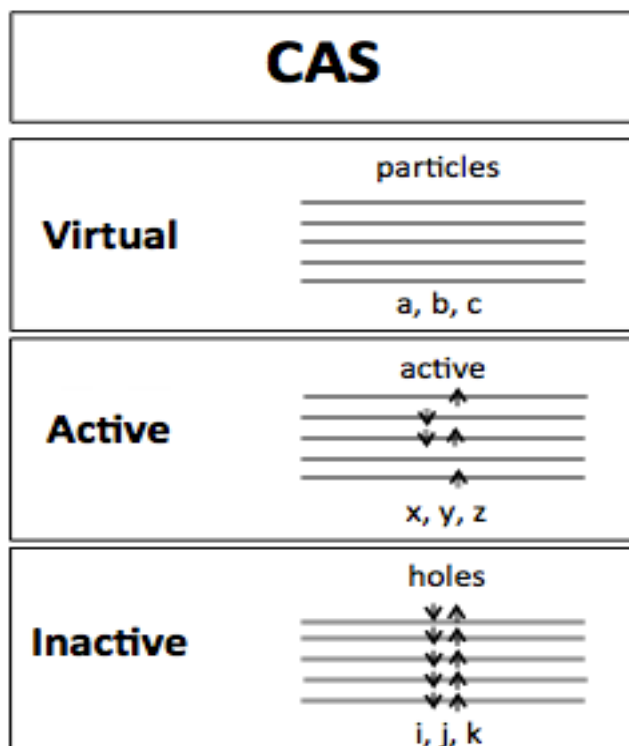 CAS
particles
Virtual
a, b, c
active
Active
x, y, z
holes
Inactive
i, j, k